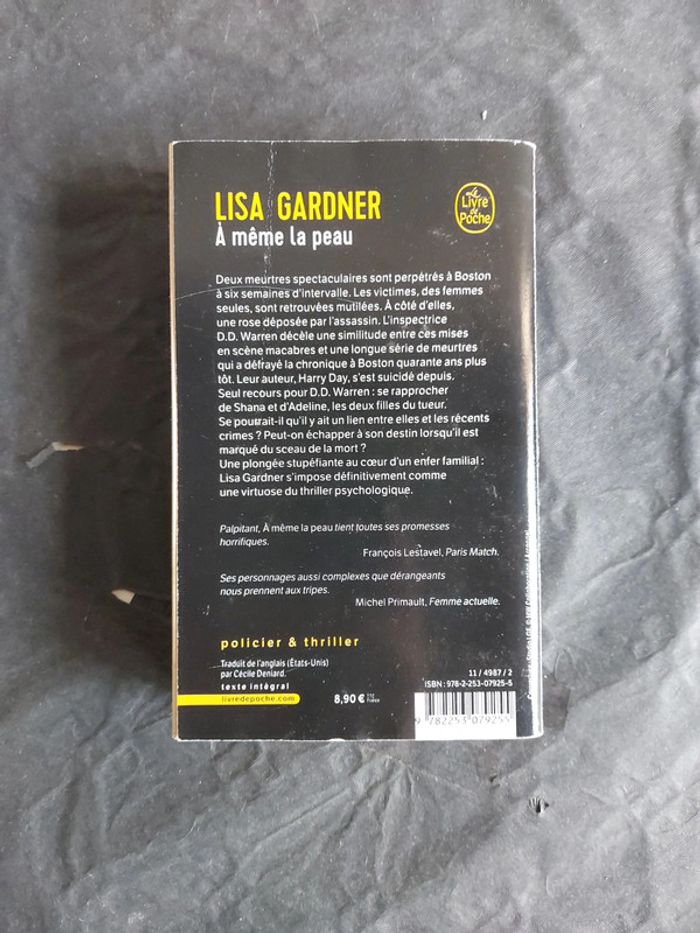 LISA GARDNER
À même la peau
Le
Livre
de
Poche
Deux meurtres spectaculaires sont perpétrés à Boston
à six semaines d'intervalle. Les victimes, des femmes
seules, sont retrouvées mutilées. À côté d'elles,
une rose déposée par l'assassin. L'inspectrice
D.D. Warren décèle une similitude entre ces mises
en scène macabres et une longue série de meurtres
qui a défrayé la chronique à Boston quarante ans plus
tôt. Leur auteur, Harry Day, s'est suicidé depuis.
Seul recours pour D.D. Warren : se rapprocher
de Shana et d'Adeline, les deux filles du tueur.
Se pourrait-il qu'il y ait un lien entre elles et les récents
crimes ? Peut-on échapper à son destin lorsqu'il est
marqué du sceau de la mort ?
Une plongée stupéfiante au cœur d'un enfer familial :
Lisa Gardner s'impose définitivement comme
une virtuose du thriller psychologique.
Palpitant, À même la peau tient toutes ses promesses
horrifiques.
François Lestavel, Paris Match.
Ses personnages aussi complexes que dérangeants
nous prennent aux tripes.
Michel Primault, Femme actuelle.
policier & thriller
Traduit de l'anglais (États-Unis)
par Cécile Deniard.
texte intégral
livredepoche.com
8,90 €
11 / 4987 / 2
ISBN : 978-2-253-07925-5
9 782253 079255